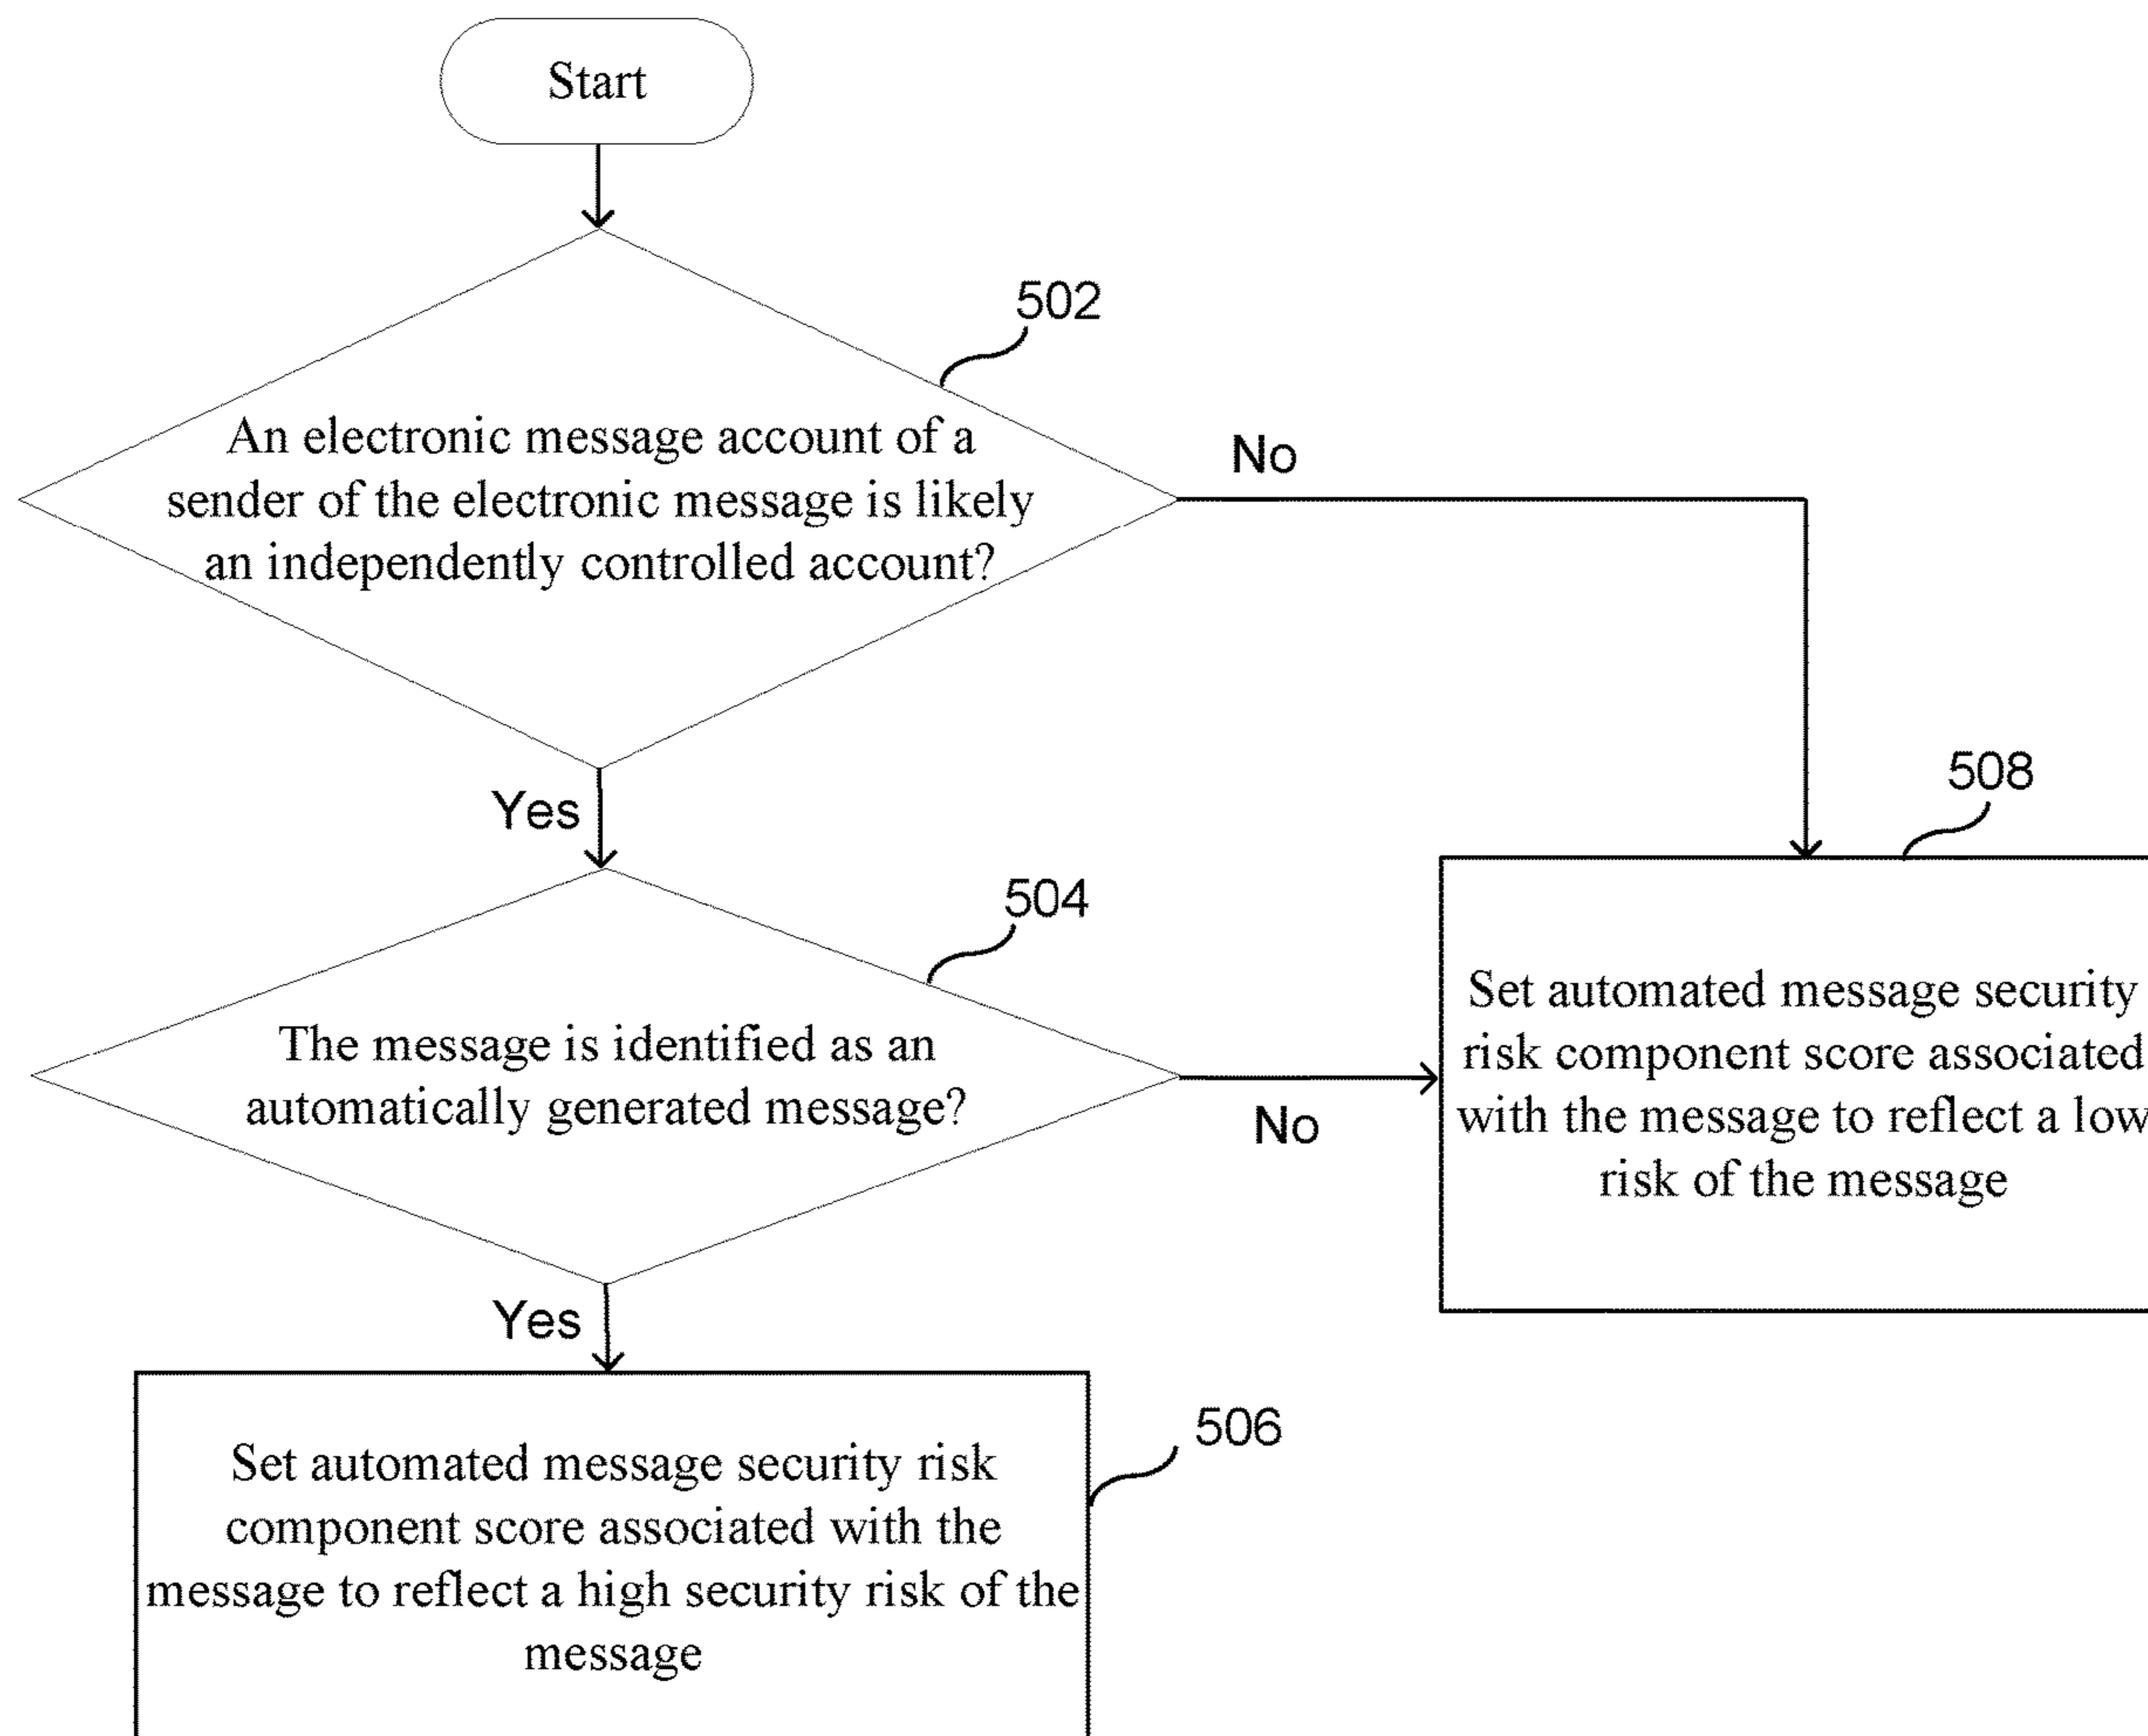 Start
502
An electronic message account of a
sender of the electronic message is likely
an independently controlled account?
No
Yes
508
504
The message is identified as an
automatically generated message?
No
Set automated message security
risk component score associated
with the message to reflect a low
risk of the message
Yes
506
Set automated message security risk
component score associated with the
message to reflect a high security risk of the
message